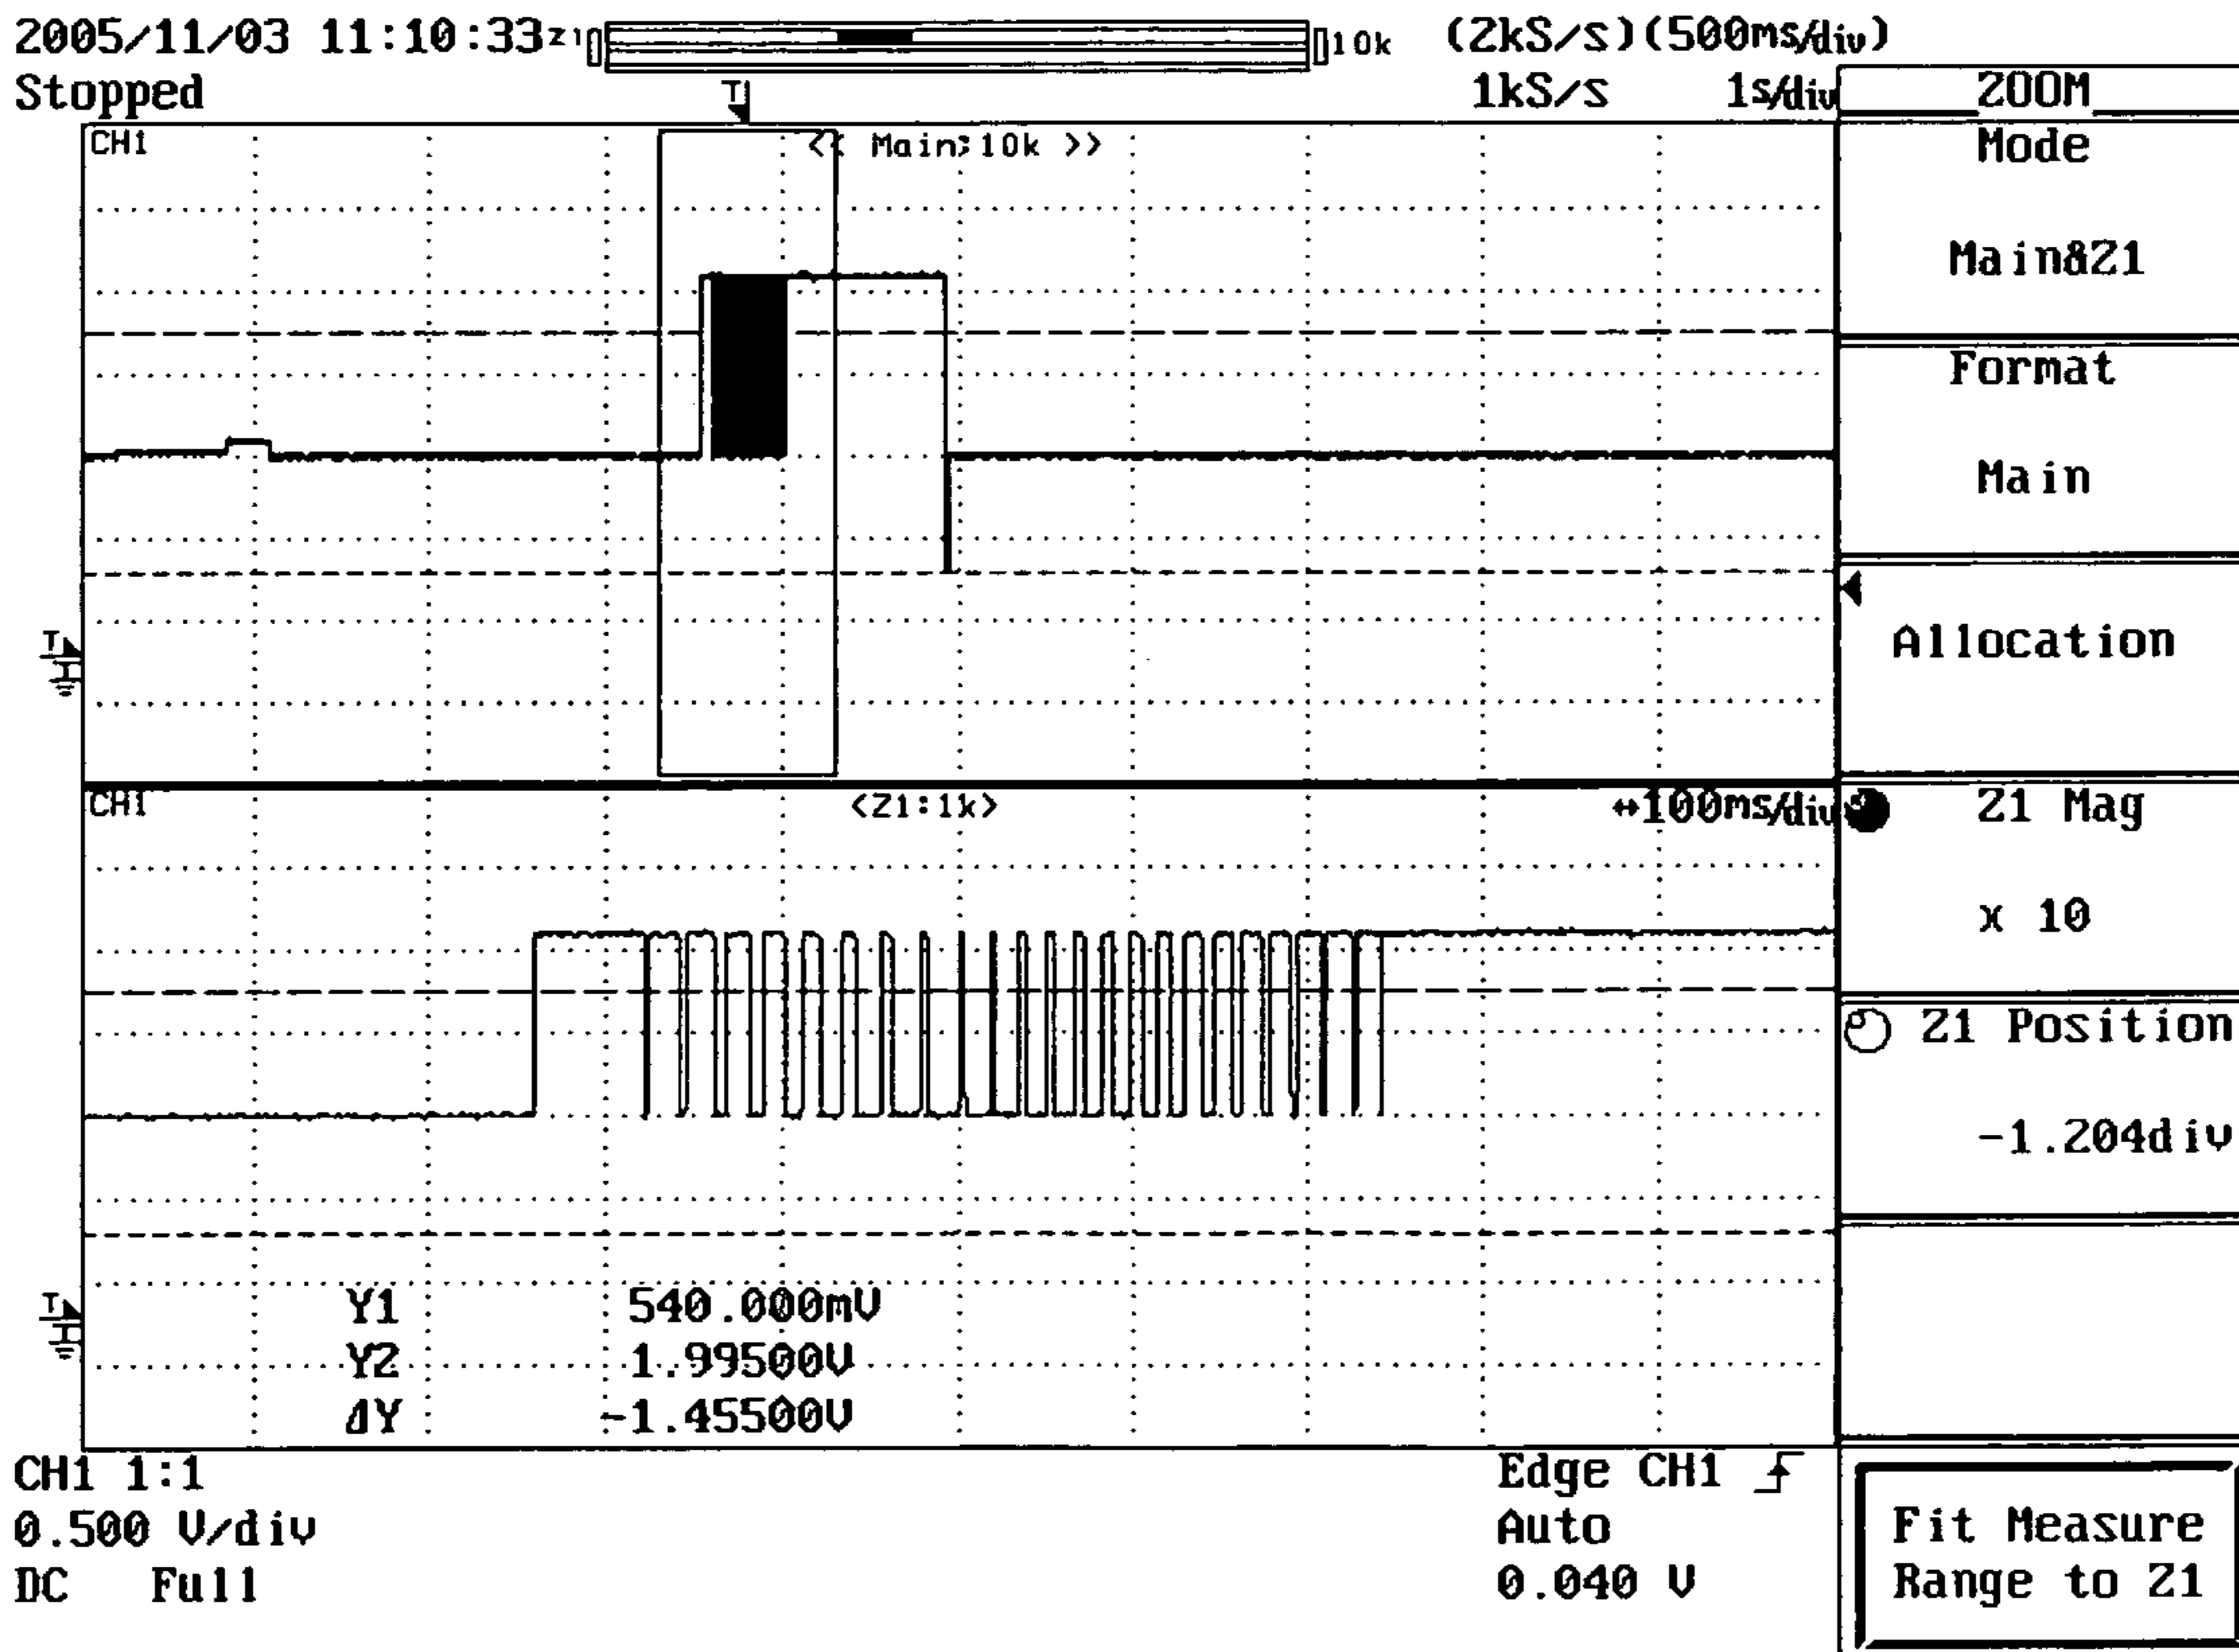 2005/11/03 11:10:33 Z1 10k (2kS/s)(500ms/div)
Stopped 1kS/s 1s/div
T
CH1 << Main:10k >>
T
CH1 <Z1:1k> ↔100ms/div
T
Y1 540.000mV
Y2 1.99500V
ΔY -1.45500V
CH1 1:1
0.500 V/div
DC Full
Edge CH1
Auto
0.040 V
ZOOM
Mode
Main&Z1
Format
Main
Allocation
Z1 Mag
x 10
Z1 Position
-1.204div
Fit Measure
Range to Z1